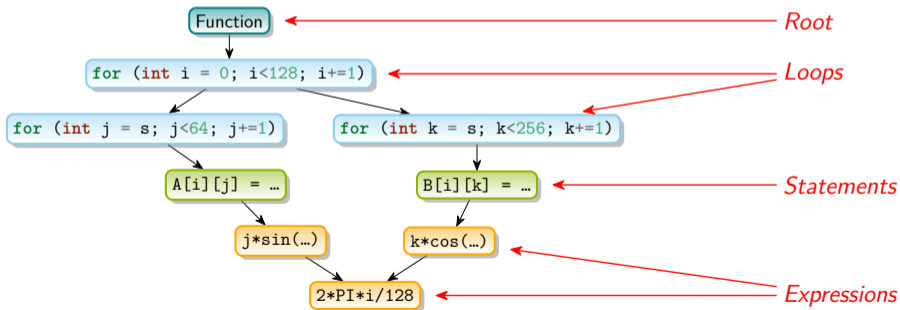 Function
Root
for (int i = 0; i<128; i+=1)
Loops
for (int j = s; j<64; j+=1)
for (int k = s; k<256; k+=1)
A[i][j] = …
B[i][k] = …
Statements
j*sin(…)
k*cos(…)
2*PI*i/128
Expressions